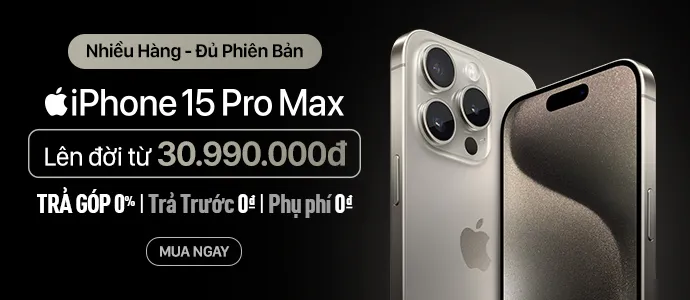 Nhiều Hàng - Đủ Phiên Bản
iPhone 15 Pro Max
Lên đời từ 30.990.000đ
TRẢ GÓP 0% | Trả Trước 0đ | Phụ phí 0đ
MUA NGAY